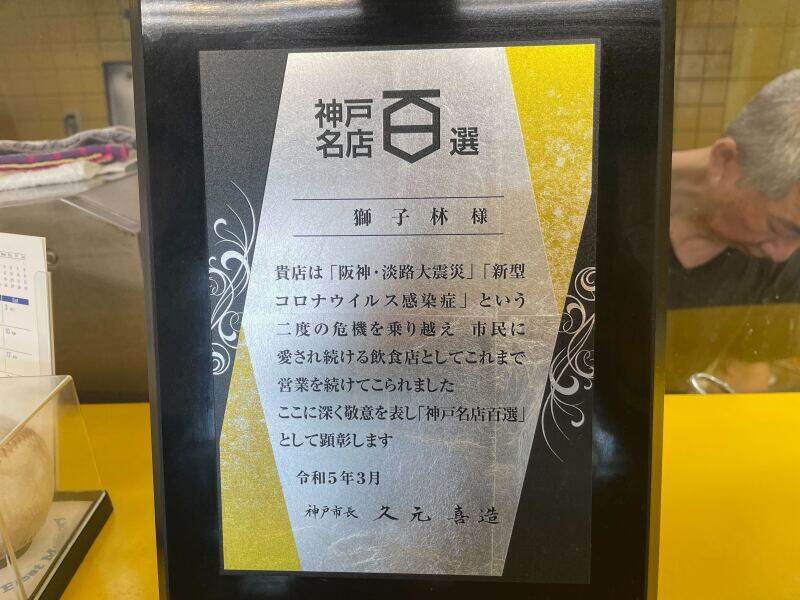 神戸
名店
百
選
獅子林様
貴店は「阪神・淡路大震災」「新型
コロナウイルス感染症」という
二度の危機を乗り越え 市民に
愛され続ける飲食店としてこれまで
営業を続けてこられました
ここに深く敬意を表し「神戸名店百選」
として顕彰します
令和5年3月
神戸市長 久元喜造